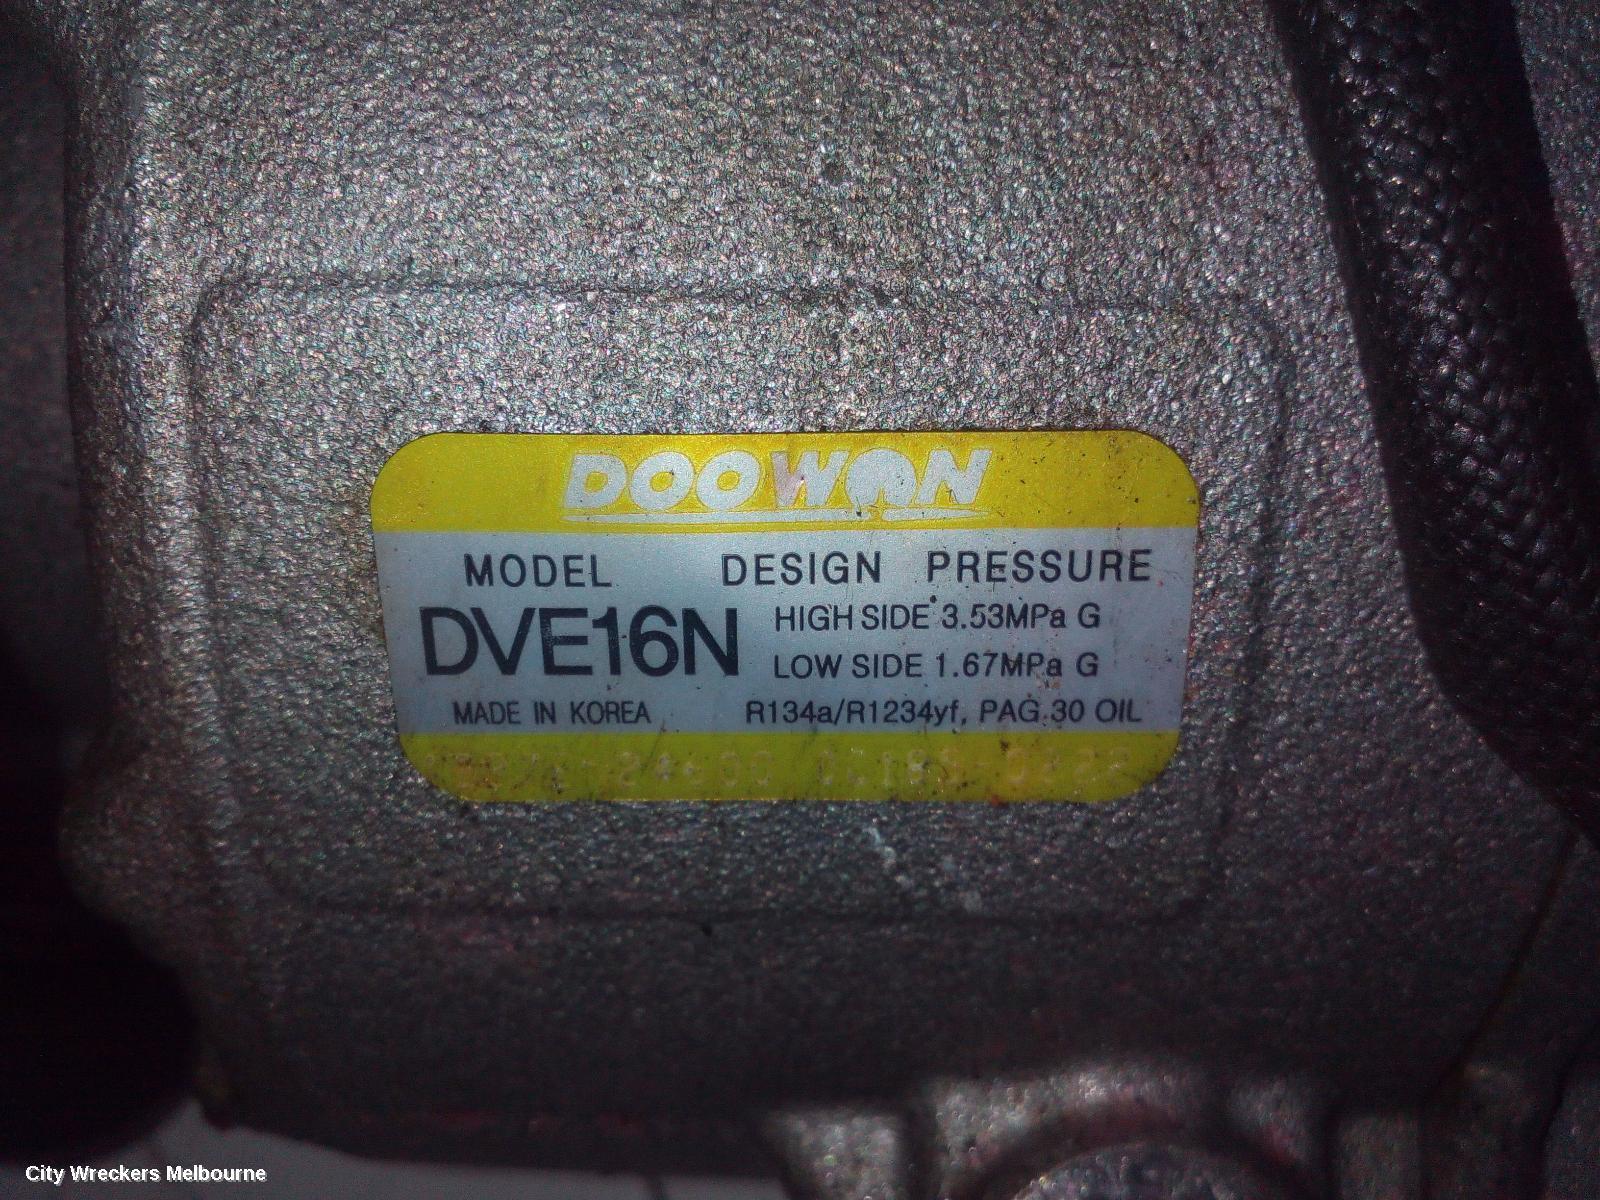 DOOWON
MODEL DESIGN PRESSURE
DVE16N HIGH SIDE 3.53MPa G
LOW SIDE 1.67MPa G
MADE IN KOREA R134a/R1234yf, PAG 30 OIL
City Wreckers Melbourne